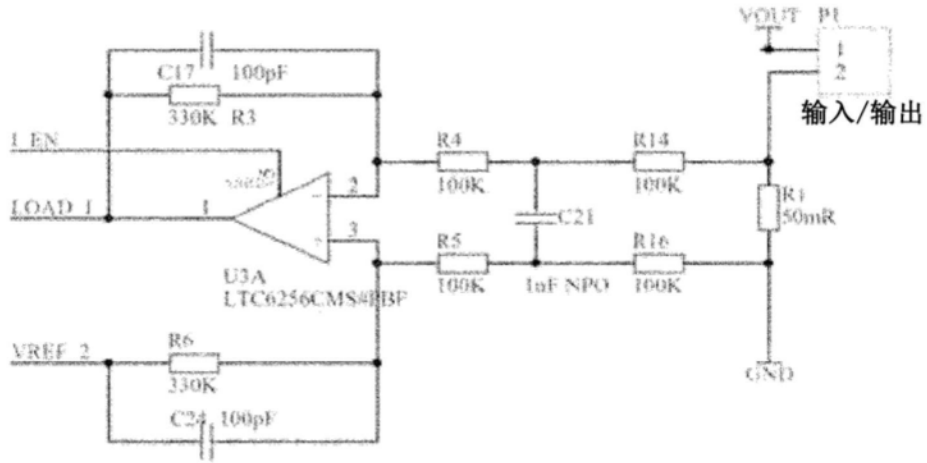 VOUT P1
1
2
输入/输出
C17 100pF
330K R3
I_EN
LOAD_1
1
2
3
R4
100K
R14
100K
C21
R1
50mR
R5
100K
R16
100K
1nF NPO
U3A
LTC6256CMS#PBF
VREF_2
R6
330K
C24 100pF
GND